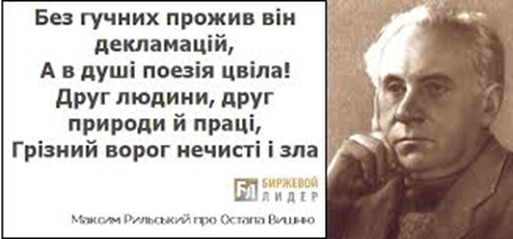 Без гучних прожив він
декламацій,
А в душі поезія цвіла!
Друг людини, друг
природи й праці,
Грізний ворог нечисті і зла
БИРЖЕВОЙ
ЛИДЕР
Максим Рильський про Остапа Вишню